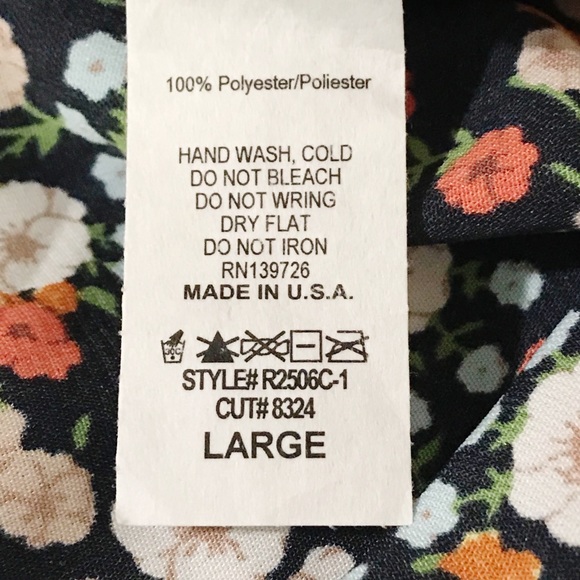 100% Polyester/Poliester
HAND WASH, COLD
DO NOT BLEACH
DO NOT WRING
DRY FLAT
DO NOT IRON
RN139726
MADE IN U.S.A.
STYLE# R2506C-1
CUT# 8324
LARGE